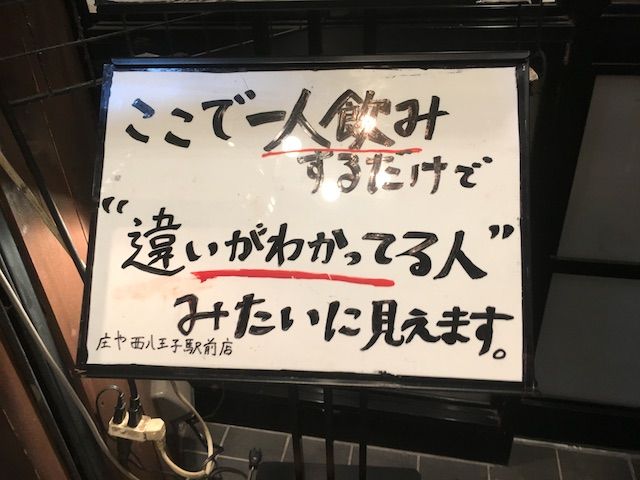 ここで一人飲み
するだけで
“違いがわかってる人”
みたいに見えます。
庄や西八王子駅前店